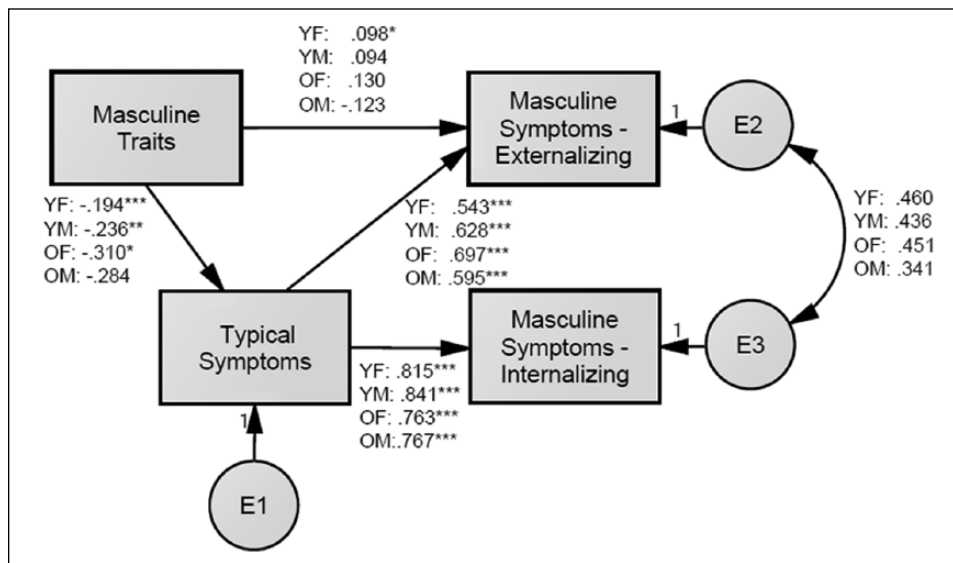 YF: .098*
YM: .094
OF: .130
OM: -.123
Masculine
Traits
Masculine
Symptoms -
Externalizing
1
E2
YF: -.194***
YM: -.236**
OF: -.310*
OM: -.284
YF: .543***
YM: .628***
OF: .697***
OM: .595***
YF: .460
YM: .436
OF: .451
OM: .341
Typical
Symptoms
Masculine
Symptoms -
Internalizing
1
E3
YF: .815***
YM: .841***
OF: .763***
OM:.767***
1
E1